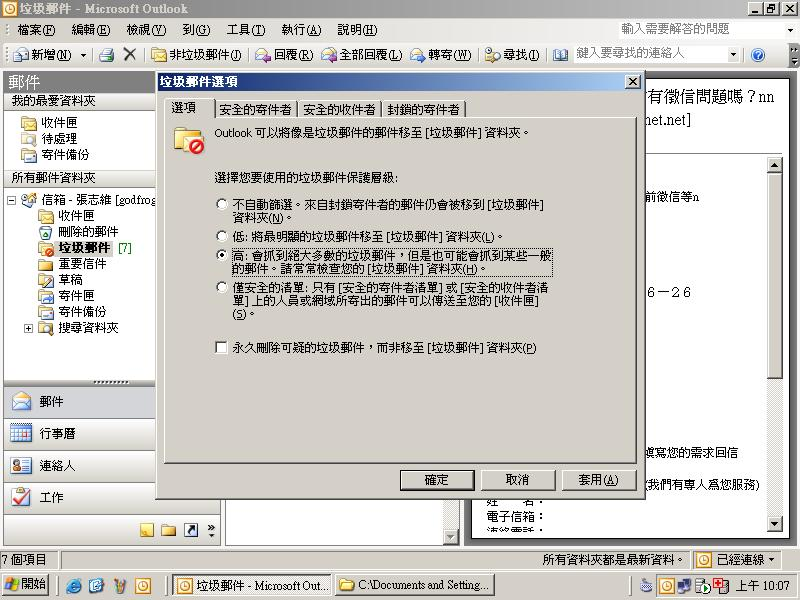 垃圾郵件 - Microsoft Outlook
檔案(F) 編輯(E) 檢視(V) 到(G) 工具(T) 執行(A) 說明(H) 輸入需要解答的問題
新增(N) 非垃圾郵件(J) 回覆(R) 全部回覆(L) 轉寄(W) 尋找(I) 鍵入要尋找的連絡人
郵件
我的最愛資料夾
收件匣
待處理
寄件備份
所有郵件資料夾
信箱 - 張志維 [godfrog
收件匣
刪除的郵件
垃圾郵件 [7]
重要信件
草稿
寄件匣
寄件備份
搜尋資料夾
郵件
行事曆
連絡人
工作
垃圾郵件選項
選項 安全的寄件者 安全的收件者 封鎖的寄件者
Outlook 可以將像是垃圾郵件的郵件移至 [垃圾郵件] 資料夾。
選擇您要使用的垃圾郵件保護層級:
不自動篩選。來自封鎖寄件者的郵件仍會被移到 [垃圾郵件]
資料夾(N)。
低: 將最明顯的垃圾郵件移至 [垃圾郵件] 資料夾(L)。
高: 會抓到絕大多數的垃圾郵件，但是也可能會抓到某些一般
的郵件。請常常檢查您的 [垃圾郵件] 資料夾(H)。
僅安全的清單: 只有 [安全的寄件者清單] 或 [安全的收件者清
單] 上的人員或網域所寄出的郵件可以傳送至您的 [收件匣]
(S)。
永久刪除可疑的垃圾郵件，而非移至 [垃圾郵件] 資料夾(P)
確定 取消 套用(A)
有徵信問題嗎？nn
net.net]
前徵信等n
６－２６
填寫您的需求回信
(我們有專人為您服務)
姓 名：
電子信箱：
連絡電話：
7 個項目 所有資料夾都是最新資料。 已經連線
開始 垃圾郵件 - Microsoft Out... C:\Documents and Setting... 上午 10:07